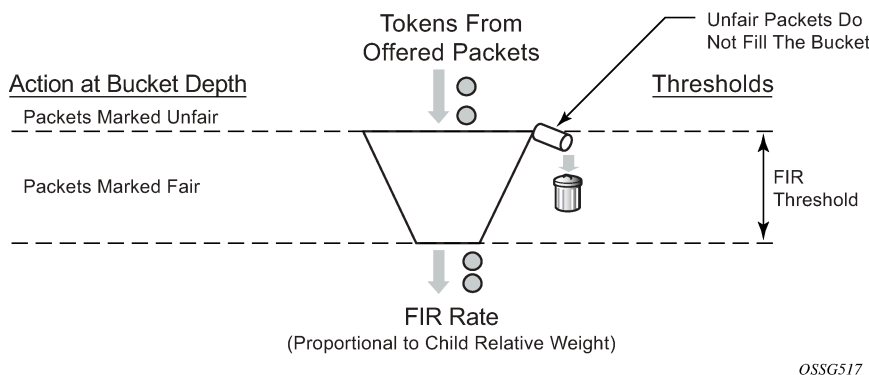 Tokens From
Offered Packets
Unfair Packets Do
Not Fill The Bucket
Action at Bucket Depth
Thresholds
Packets Marked Unfair
Packets Marked Fair
FIR
Threshold
FIR Rate
(Proportional to Child Relative Weight)
OSSG517